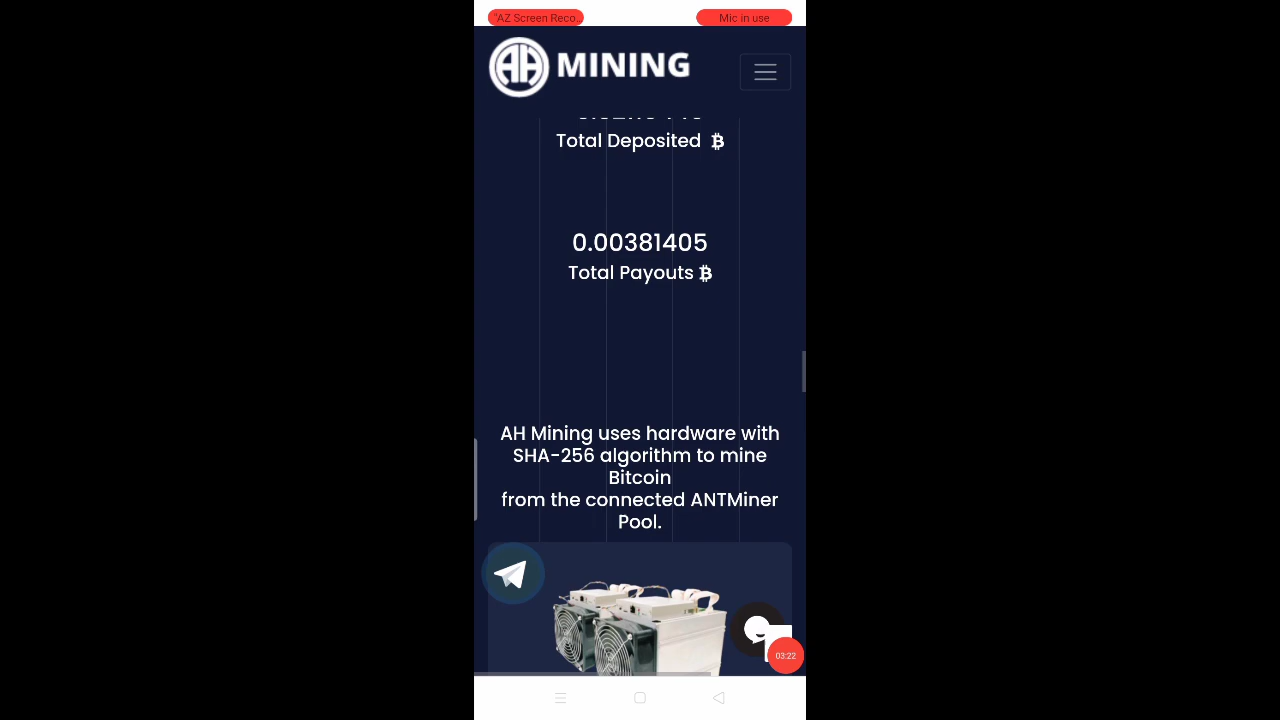 "AZ Screen Reco..
Mic in use
AH MINING
Total Deposited ₿
0.00381405
Total Payouts ₿
AH Mining uses hardware with
SHA-256 algorithm to mine
Bitcoin
from the connected ANTMiner
Pool.
03:22